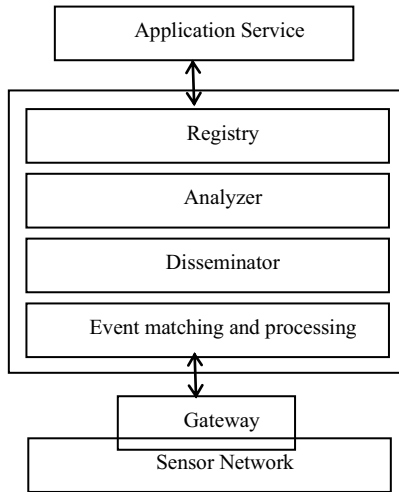 Application Service
Registry
Analyzer
Disseminator
Event matching and processing
Gateway
Sensor Network